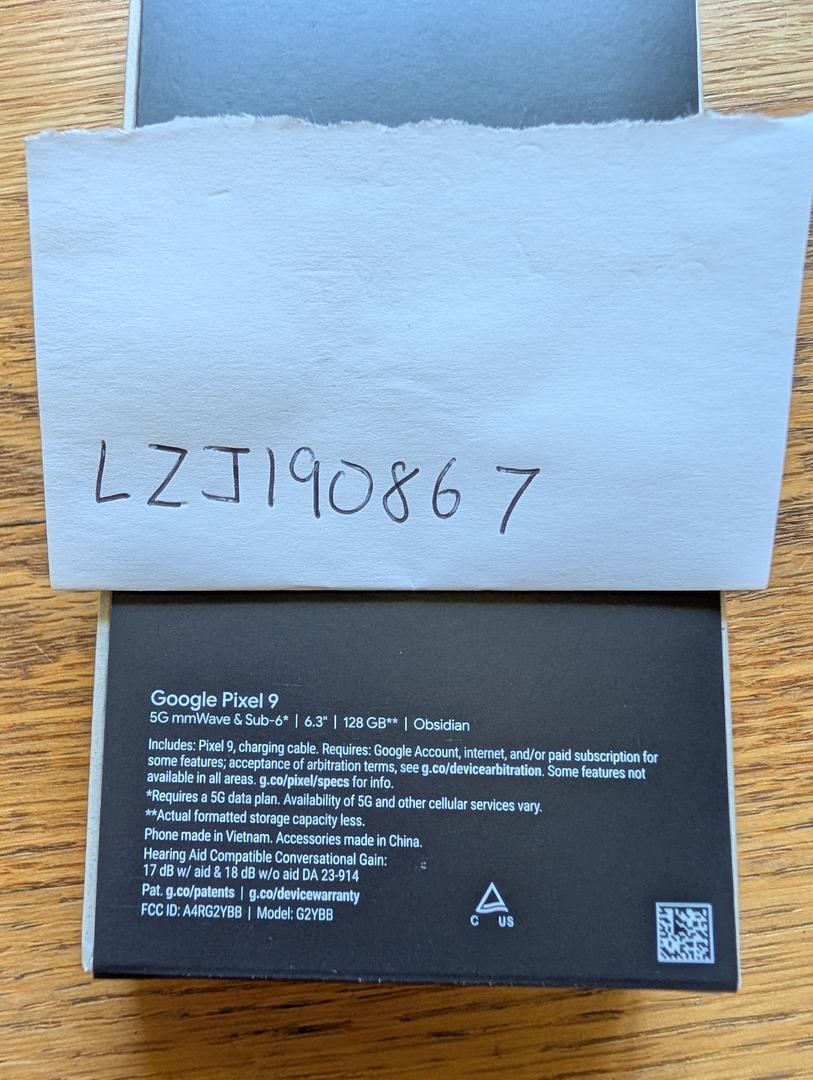 LZJ190867
Google Pixel 9
5G mmWave & Sub-6* | 6.3" | 128 GB** | Obsidian
Includes: Pixel 9, charging cable. Requires: Google Account, internet, and/or paid subscription for
some features; acceptance of arbitration terms, see g.co/devicearbitration. Some features not
available in all areas. g.co/pixel/specs for info.
*Requires a 5G data plan. Availability of 5G and other cellular services vary.
**Actual formatted storage capacity less.
Phone made in Vietnam. Accessories made in China.
Hearing Aid Compatible Conversational Gain:
17 dB w/ aid & 18 dB w/o aid DA 23-914
Pat. g.co/patents | g.co/devicewarranty
FCC ID: A4RG2YBB | Model: G2YBB
C US